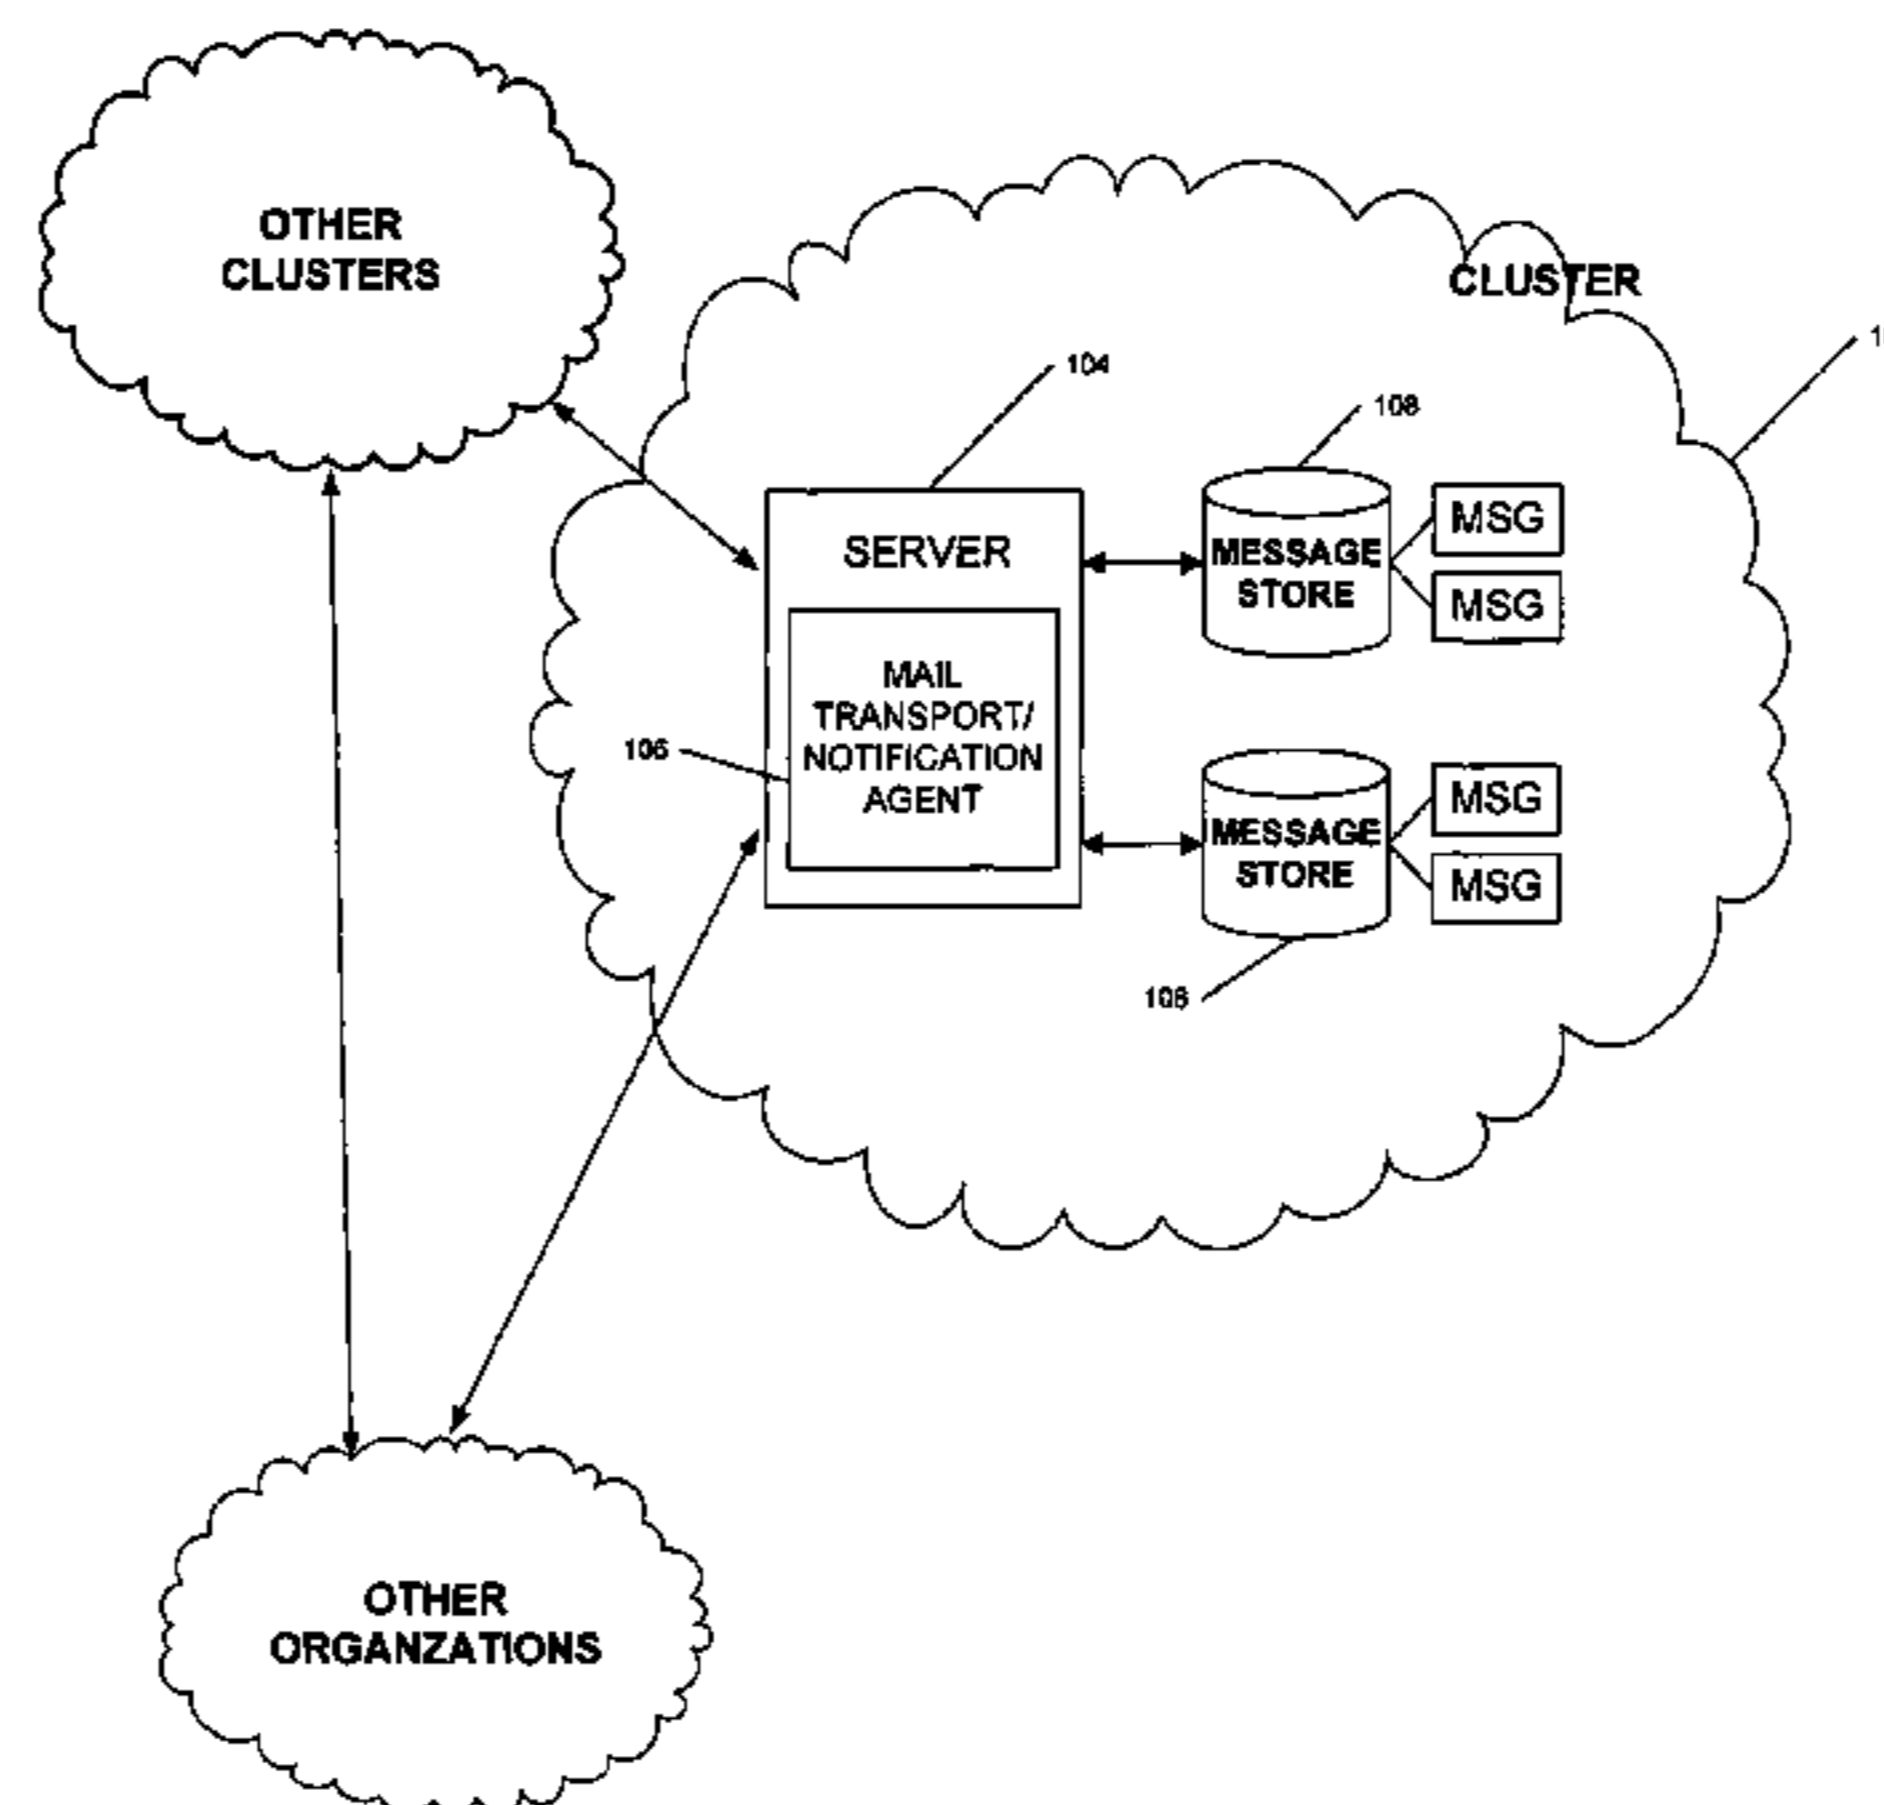 OTHER
CLUSTERS
CLUSTER
1
104
108
SERVER
MESSAGE
STORE
MSG
MSG
MAIL
TRANSPORT/
NOTIFICATION
AGENT
106
MESSAGE
STORE
MSG
MSG
108
OTHER
ORGANZATIONS